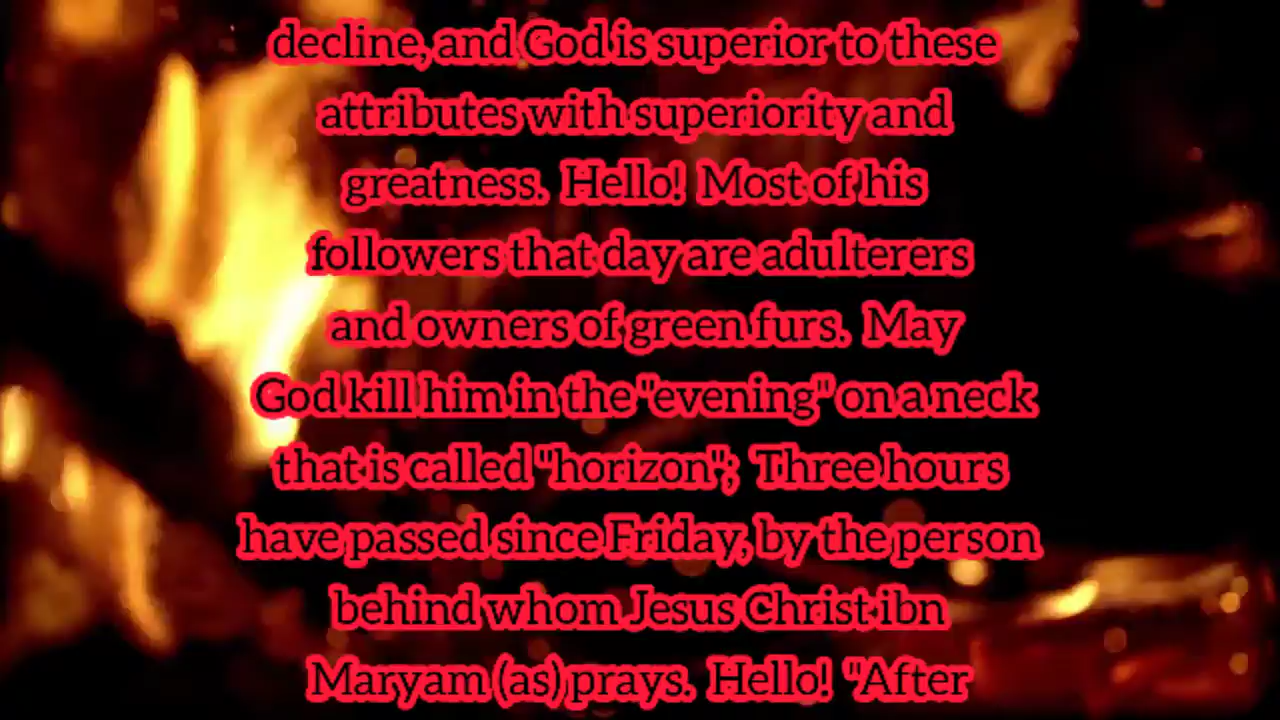 decline, and God is superior to these
attributes with superiority and
greatness. Hello! Most of his
followers that day are adulterers
and owners of green furs. May
God kill him in the "evening" on a neck
that is called "horizon"; Three hours
have passed since Friday, by the person
behind whom Jesus Christ ibn
Maryam (as) prays. Hello! "After